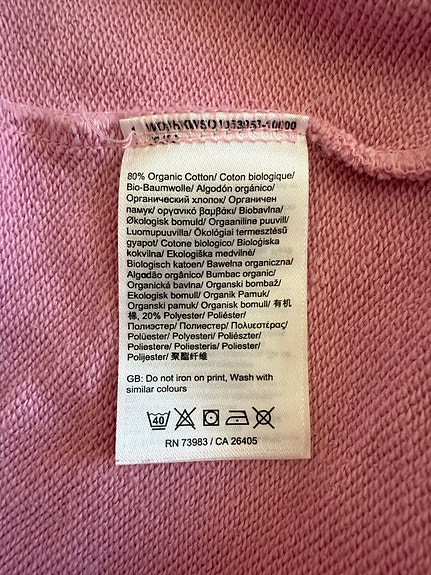 80% Organic Cotton/ Coton biologique/
Bio-Baumwolle/ Algodón orgánico/
Органический хлопок/ Органичен
памук/ οργανικό βαμβάκι/ Biobavlna/
Økologisk bomuld/ Orgaaniline puuvill/
Luomupuuvilla/ Ökológiai termesztésű
gyapot/ Cotone biologico/ Bioloģiska
kokvilna/ Ekologiška medvilnė/
Biologisch katoen/ Bawełna organiczna/
Algodão orgânico/ Bumbac organic/
Organická bavlna/ Organski bombaž/
Ekologisk bomull/ Organik Pamuk/
Organski pamuk/ Organisk bomull/ 有机
棉, 20% Polyester/ Poliéster/
Полиэстер/ Полиестер/ Πολυεστέρας/
Polüester/ Polyesteri/ Poliészter/
Poliestere/ Poliesteris/ Poliester/
Polijester/ 聚酯纤维
GB: Do not iron on print, Wash with
similar colours
40
RN 73983 / CA 26405